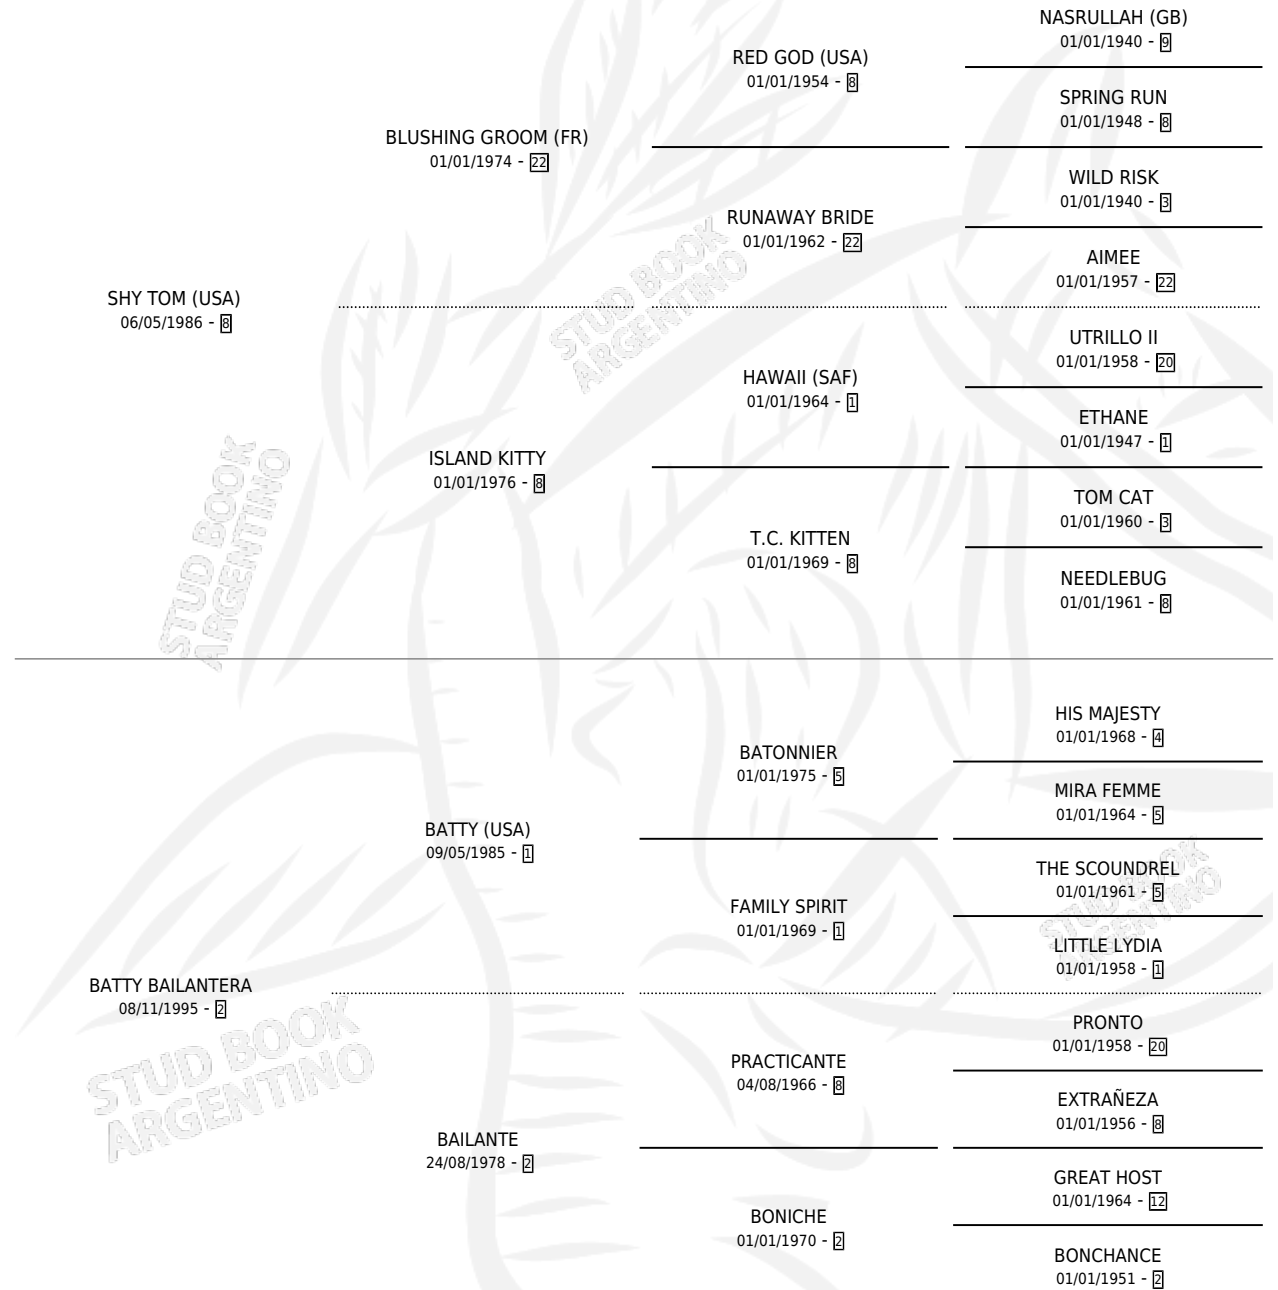 NASRULLAH (GB)
01/01/1940 - 9
RED GOD (USA)
01/01/1954 - 8
SPRING RUN
01/01/1948 - 8
BLUSHING GROOM (FR)
01/01/1974 - 22
WILD RISK
01/01/1940 - 3
RUNAWAY BRIDE
01/01/1962 - 22
AIMEE
01/01/1957 - 22
SHY TOM (USA)
06/05/1986 - 8
UTRILLO II
01/01/1958 - 20
HAWAII (SAF)
01/01/1964 - 1
ETHANE
01/01/1947 - 1
ISLAND KITTY
01/01/1976 - 8
TOM CAT
01/01/1960 - 3
T.C. KITTEN
01/01/1969 - 8
NEEDLEBUG
01/01/1961 - 8
HIS MAJESTY
01/01/1968 - 4
BATONNIER
01/01/1975 - 5
MIRA FEMME
01/01/1964 - 5
BATTY (USA)
09/05/1985 - 1
THE SCOUNDREL
01/01/1961 - 5
FAMILY SPIRIT
01/01/1969 - 1
LITTLE LYDIA
01/01/1958 - 1
BATTY BAILANTERA
08/11/1995 - 2
PRONTO
01/01/1958 - 20
PRACTICANTE
04/08/1966 - 8
EXTRAÑEZA
01/01/1956 - 8
BAILANTE
24/08/1978 - 2
GREAT HOST
01/01/1964 - 12
BONICHE
01/01/1970 - 2
BONCHANCE
01/01/1951 - 2
STUD BOOK
ARGENTINO
STUD BOOK
ARGENTINO
STUD BOOK
ARGENTINO
STUD BOOK
ARGENTINO